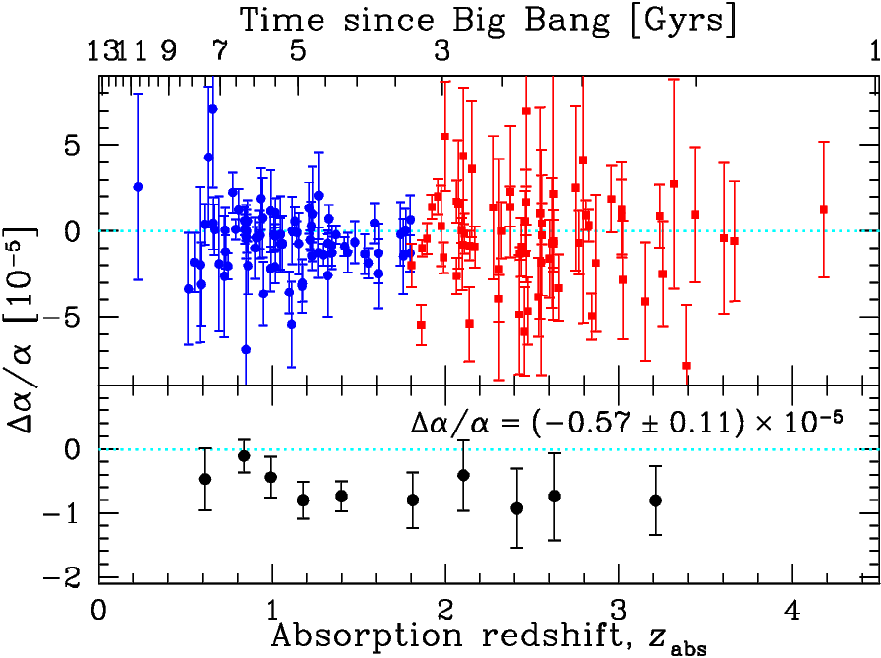 Time since Big Bang [Gyrs]
13 11 9 7 5 3 1
5
0
−5
Δα/α [10⁻⁵]
Δα/α = (−0.57 ± 0.11) × 10⁻⁵
0
−1
−2
0 1 2 3 4
Absorption redshift, z_abs